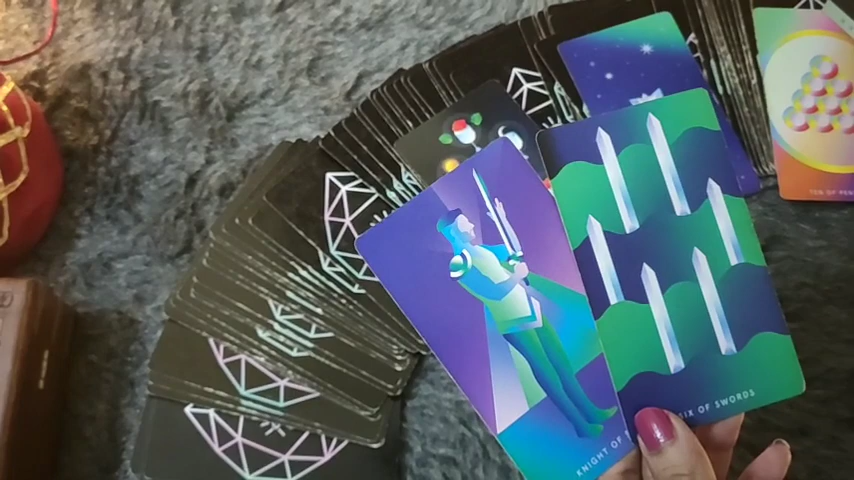 KNIGHT OF
SIX OF SWORDS
TEN OF PEN